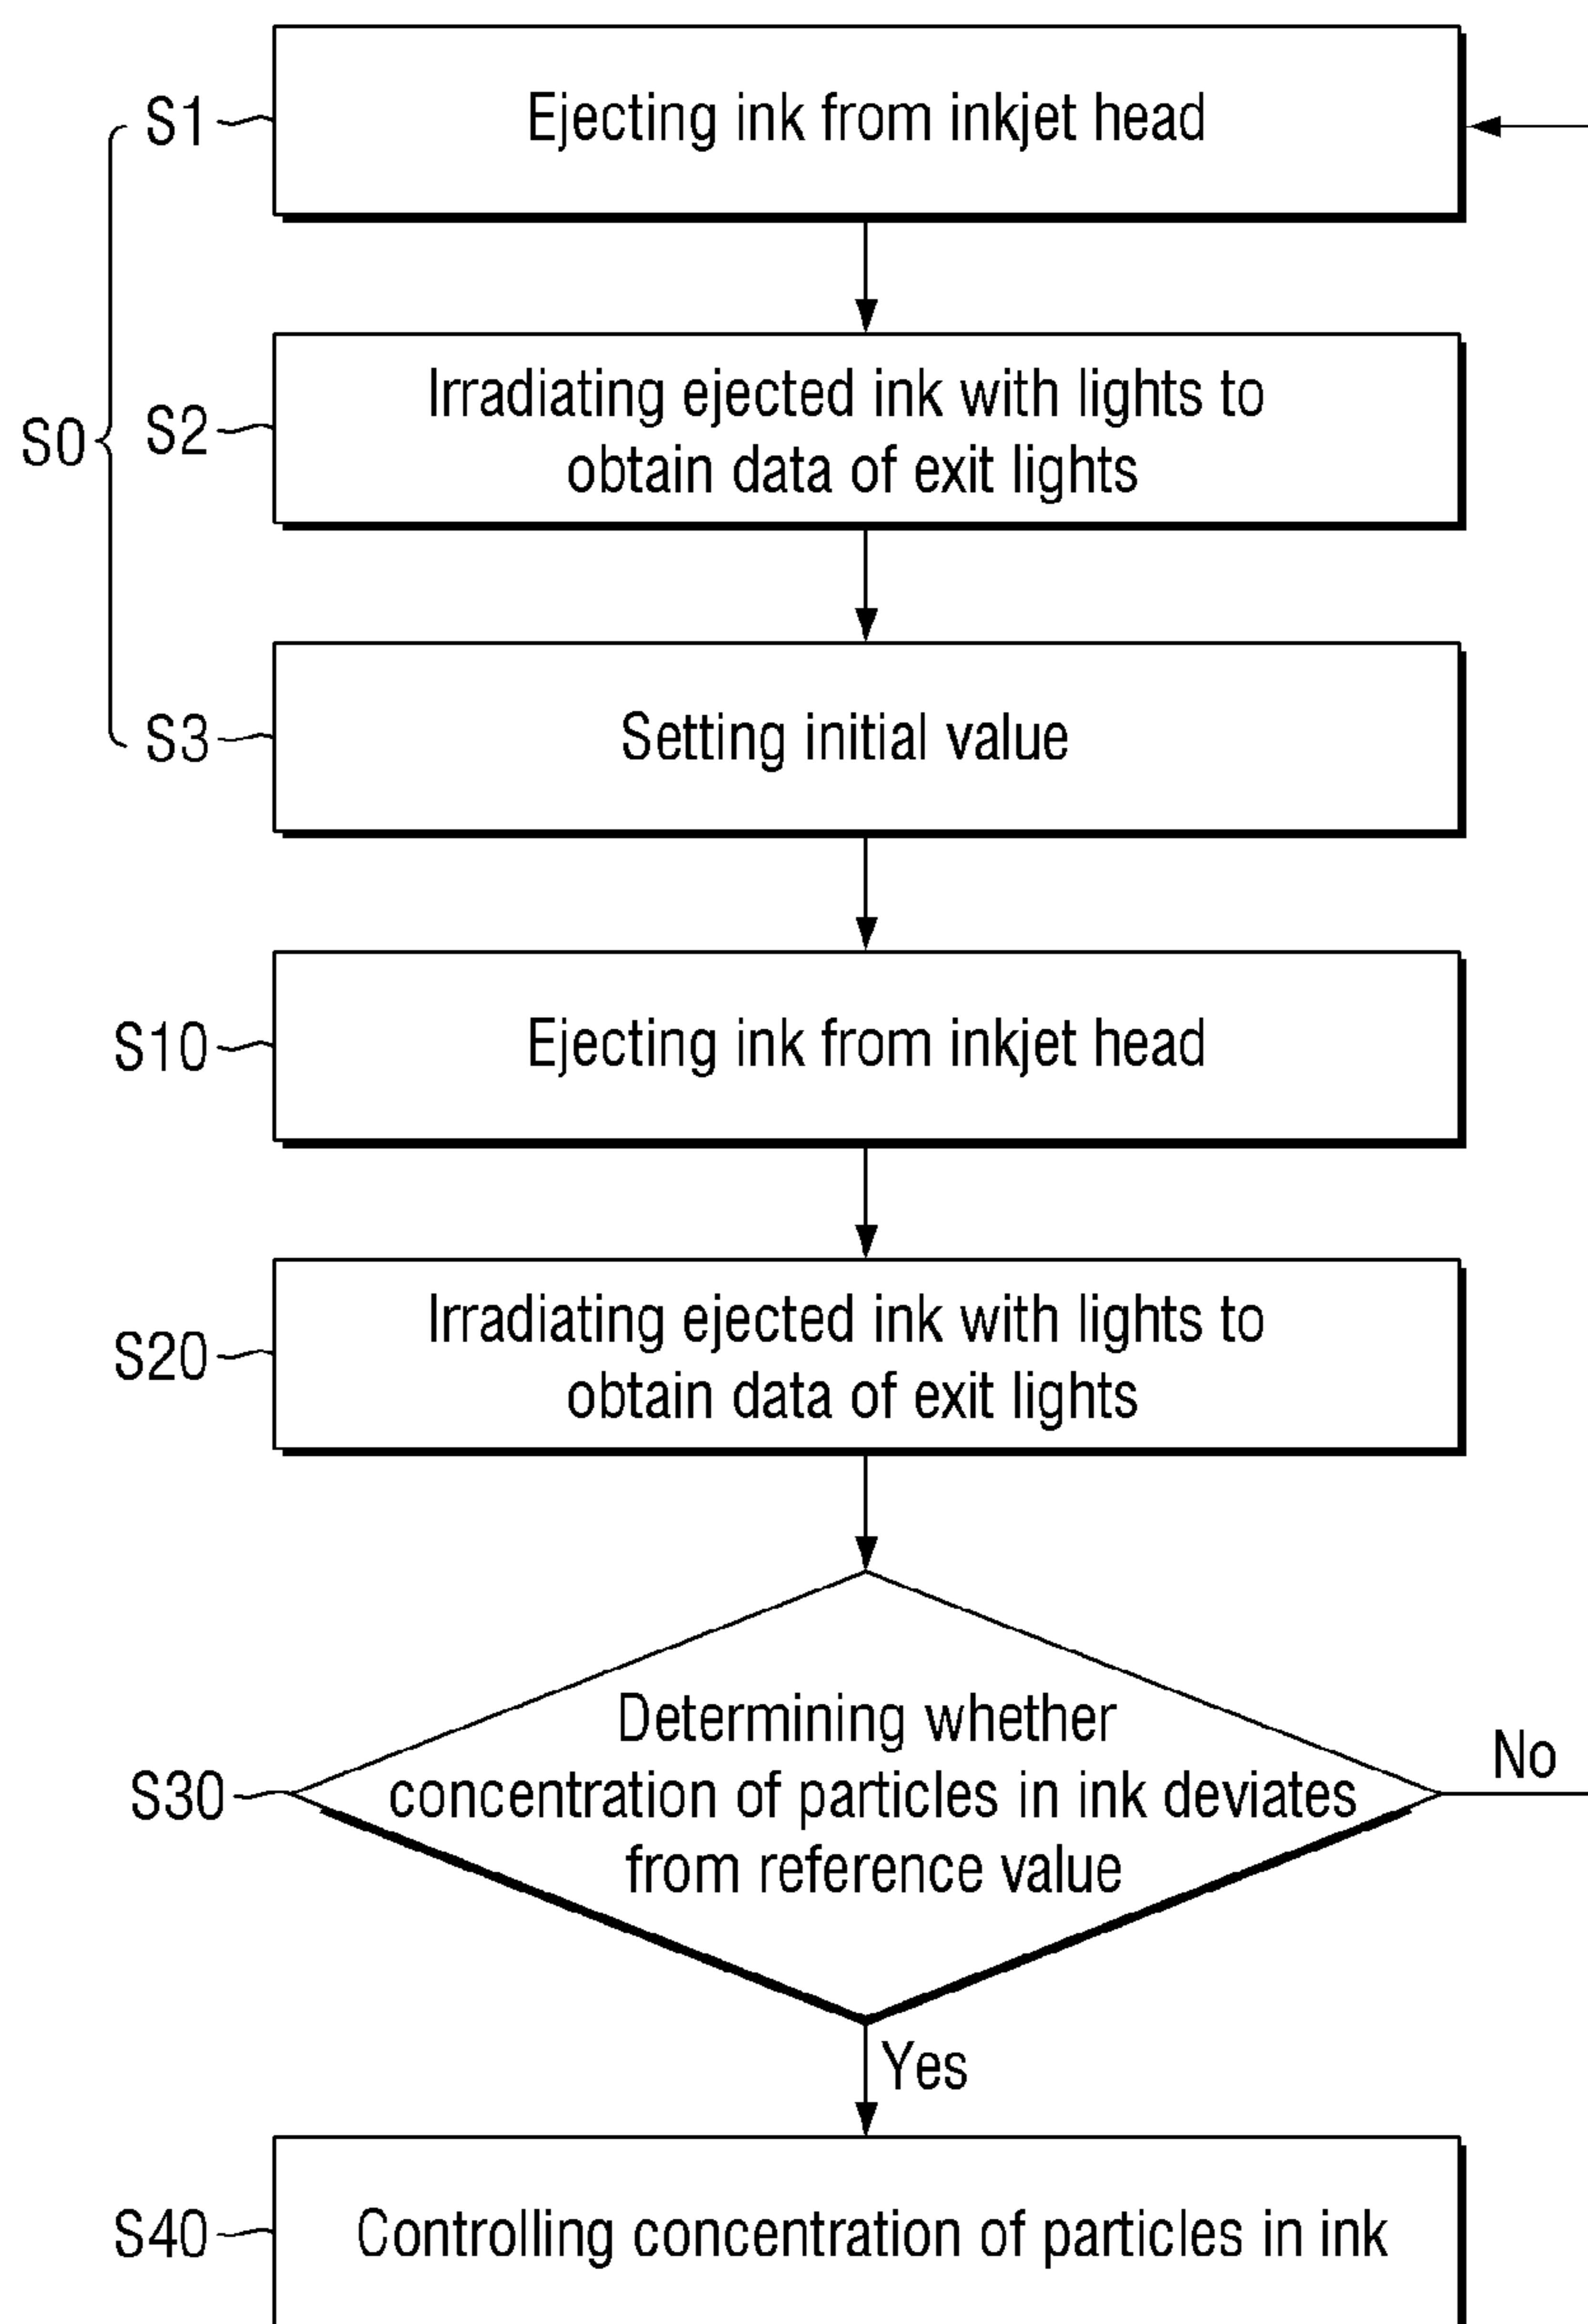 S0
S1
Ejecting ink from inkjet head
S2
Irradiating ejected ink with lights to
obtain data of exit lights
S3
Setting initial value
S10
Ejecting ink from inkjet head
S20
Irradiating ejected ink with lights to
obtain data of exit lights
S30
Determining whether
concentration of particles in ink deviates
from reference value
No
Yes
S40
Controlling concentration of particles in ink